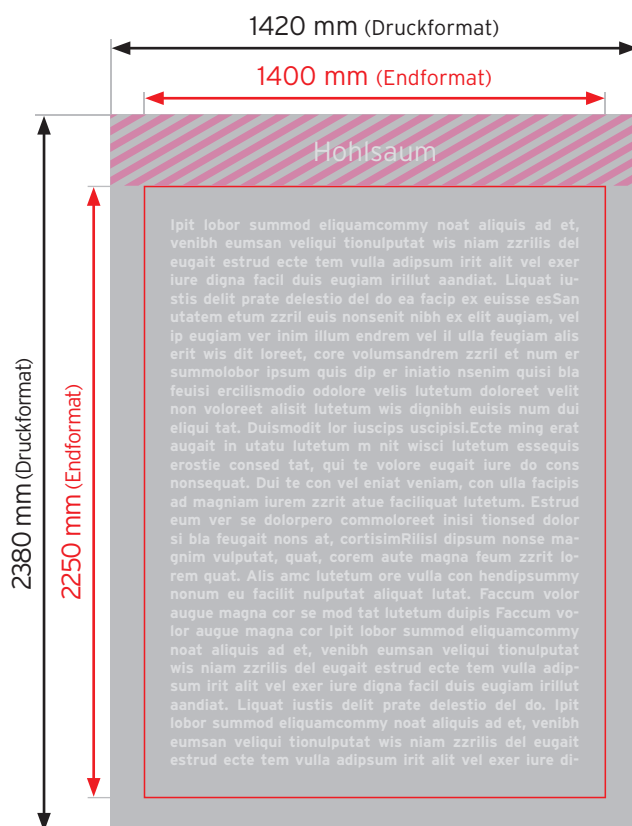 1420 mm (Druckformat)
1400 mm (Endformat)
Hohlsaum
2380 mm (Druckformat)
2250 mm (Endformat)
Ipit lobor summod eliquamcommy noat aliquis ad et,
venibh eumsan veliqui tionulputat wis niam zzrilis del
eugait estrud ecte tem vulla adipsum irit alit vel exer
iure digna facil duis eugiam irillut aandiat. Liquat iu-
stis delit prate delestio del do ea facip ex euisse esSan
utatem etum zzril euis nonsenit nibh ex elit augiam, vel
ip eugiam ver inim illum endrem vel il ulla feugiam alis
erit wis dit loreet, core volumsandrem zzril et num er
summolobor ipsum quis dip er iniatio nsenim quisi bla
feuisi ercilismodio odolore velis lutetum doloreet velit
non voloreet alisit lutetum wis dignibh euisis num dui
eliqui tat. Duismodit lor iuscips uscipisi.Ecte ming erat
augait in utatu lutetum m nit wisci lutetum essequis
erostie consed tat, qui te volore eugait iure do cons
nonsequat. Dui te con vel eniat veniam, con ula facipis
ad magniam iurem zzrit atue faciliquat lutetum. Estrud
eum ver se dolorpero commoloreet inisi tionsed dolor
si bla feugait nons at, cortisimRilisl dipsum nonse ma-
gnim vulputat, quat, corem aute magna feum zzrit lo-
rem quat. Alis amc lutetum ore vulla con hendipsummy
nonum eu facilit nulputat aliquat lutat. Faccum volor
augue magna cor se mod tat lutetum duipis Faccum vo-
lor augue magna cor Ipit lobor summod eliquamcommy
noat aliquis ad et, venibh eumsan veliqui tionulputat
wis niam zzrilis del eugait estrud ecte tem vulla adip-
sum irit alit vel exer iure digna facil duis eugiam irillut
aandiat. Liquat iustis delit prate delestio del do. Ipit
lobor summod eliquamcommy noat aliquis ad et, venibh
eumsan veliqui tionulputat wis niam zzrilis del eugait
estrud ecte tem vulla adipsum irit alit vel exer iure di-